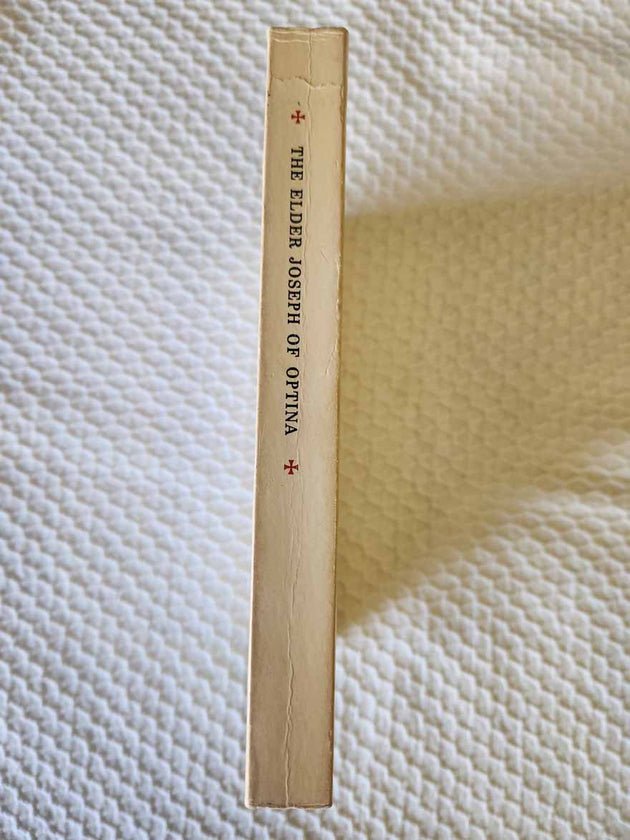 THE ELDER JOSEPH OF OPTINA